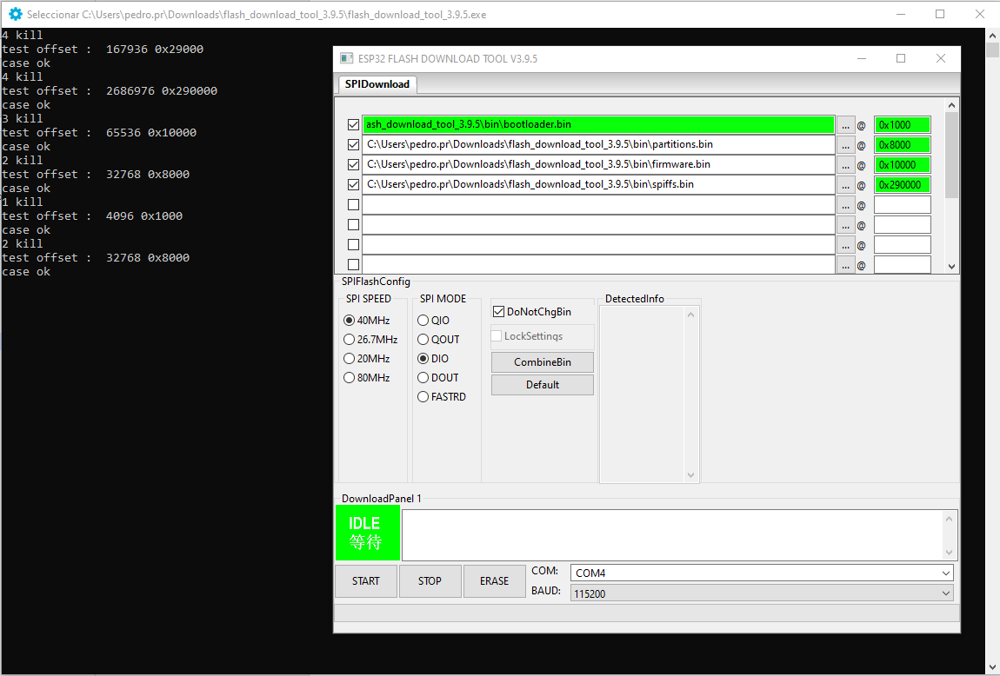 Seleccionar C:\Users\pedro.pr\Downloads\flash_download_tool_3.9.5\flash_download_tool_3.9.5.exe
4 kill
test offset :  167936 0x29000
case ok
4 kill
test offset :  2686976 0x290000
case ok
3 kill
test offset :  65536 0x10000
case ok
2 kill
test offset :  32768 0x8000
case ok
1 kill
test offset :  4096 0x1000
case ok
2 kill
test offset :  32768 0x8000
case ok
ESP32 FLASH DOWNLOAD TOOL V3.9.5
SPIDownload
ash_download_tool_3.9.5\bin\bootloader.bin ... @ 0x1000
C:\Users\pedro.pr\Downloads\flash_download_tool_3.9.5\bin\partitions.bin ... @ 0x8000
C:\Users\pedro.pr\Downloads\flash_download_tool_3.9.5\bin\firmware.bin ... @ 0x10000
C:\Users\pedro.pr\Downloads\flash_download_tool_3.9.5\bin\spiffs.bin ... @ 0x290000
... @
... @
... @
... @
SPIFlashConfig
SPI SPEED
40MHz
26.7MHz
20MHz
80MHz
SPI MODE
QIO
QOUT
DIO
DOUT
FASTRD
DoNotChgBin
LockSettings
CombineBin
Default
DetectedInfo
DownloadPanel 1
IDLE
等待
START STOP ERASE
COM: COM4
BAUD: 115200